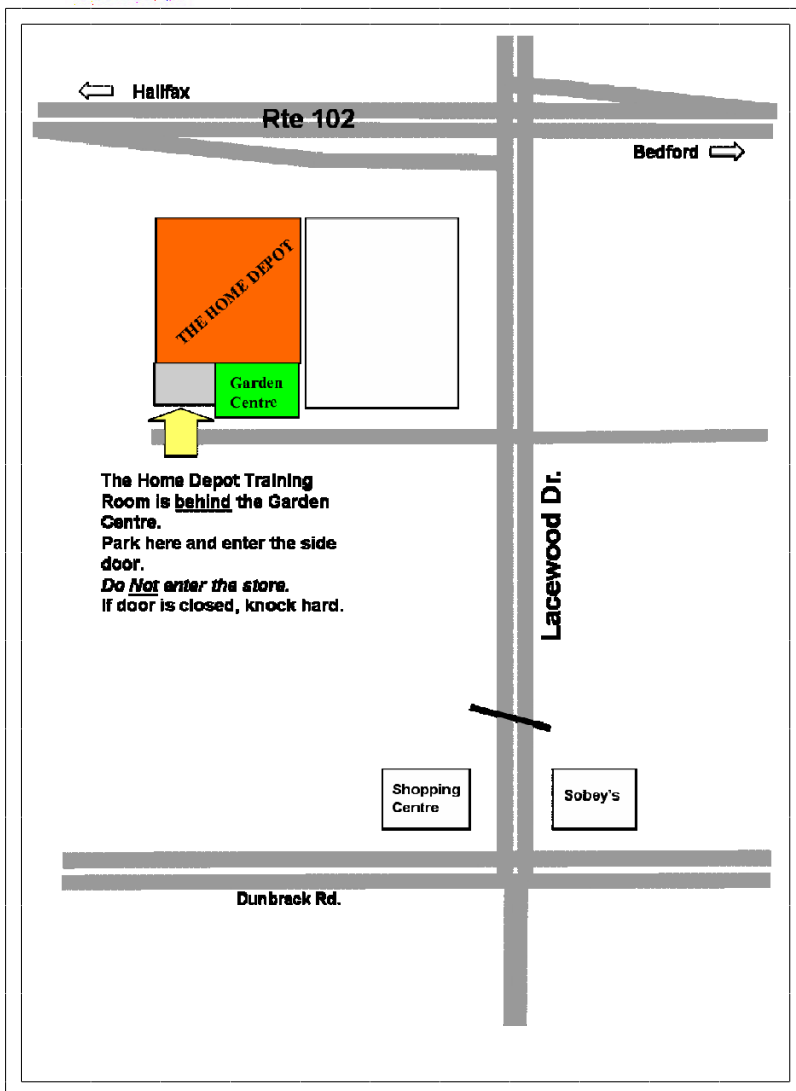 Halifax
Rte 102
Bedford
THE HOME DEPOT
Garden
Centre
The Home Depot Training
Room is behind the Garden
Centre.
Park here and enter the side
door.
Do Not enter the store.
If door is closed, knock hard.
Lacewood Dr.
Shopping
Centre
Sobey's
Dunbrack Rd.